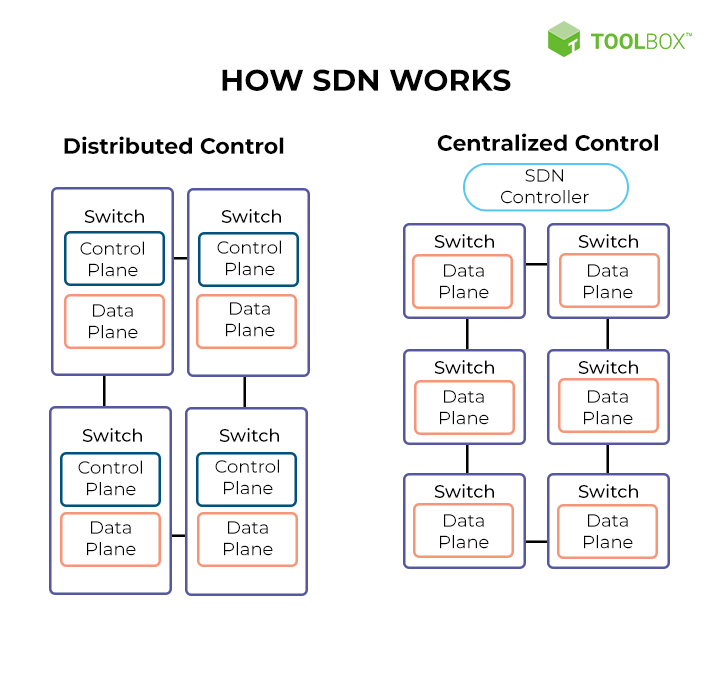 TOOLBOX™
HOW SDN WORKS
Distributed Control
Switch
Control
Plane
Data
Plane
Switch
Control
Plane
Data
Plane
Switch
Control
Plane
Data
Plane
Switch
Control
Plane
Data
Plane
Centralized Control
SDN
Controller
Switch
Data
Plane
Switch
Data
Plane
Switch
Data
Plane
Switch
Data
Plane
Switch
Data
Plane
Switch
Data
Plane